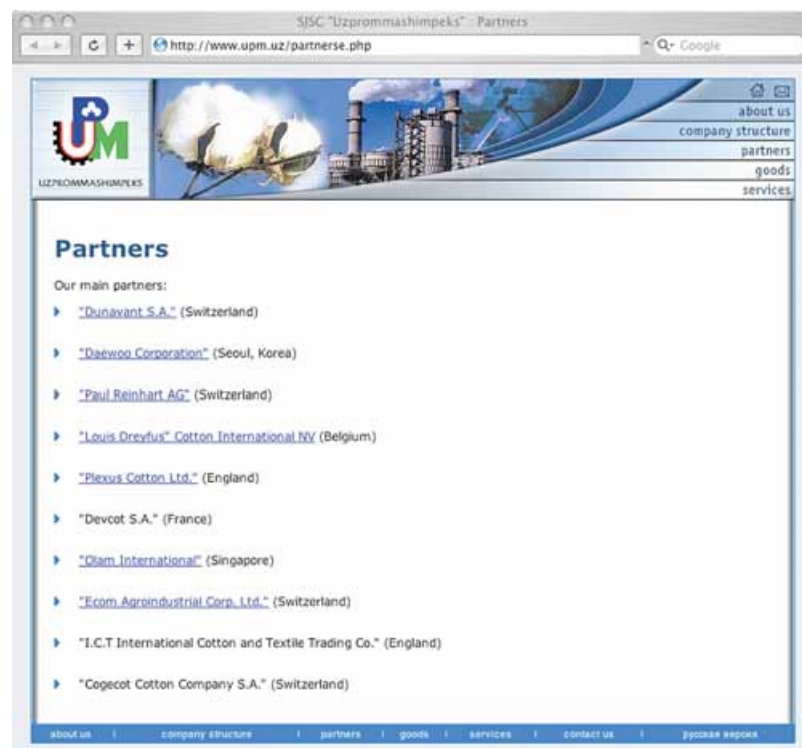 SJSC "Uzprommashimpeks" : Partners
http://www.upm.uz/partnerse.php
Google
UPM
UZPROMMASHIMPEKS
about us
company structure
partners
goods
services
Partners
Our main partners:
"Dunavant S.A." (Switzerland)
"Daewoo Corporation" (Seoul, Korea)
"Paul Reinhart AG" (Switzerland)
"Louis Dreyfus" Cotton International NV (Belgium)
"Plexus Cotton Ltd." (England)
"Devcot S.A." (France)
"Olam International" (Singapore)
"Ecom Agroindustrial Corp. Ltd." (Switzerland)
"I.C.T International Cotton and Textile Trading Co." (England)
"Cogecot Cotton Company S.A." (Switzerland)
about us | company structure | partners | goods | services | contact us | русская версия